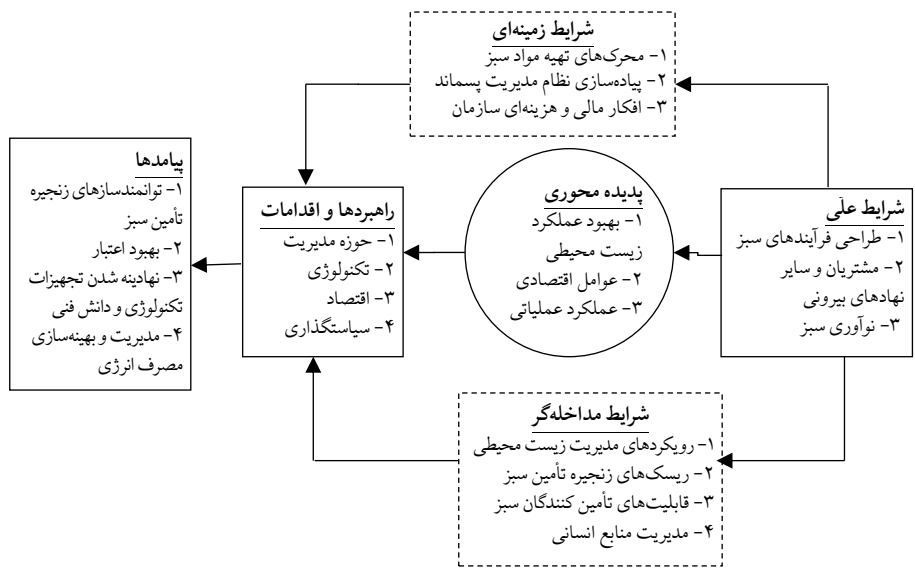 شرایط زمینه‌ای
۱- محرک‌های تهیه مواد سبز
۲- پیاده‌سازی نظام مدیریت پسماند
۳- افکار مالی و هزینه‌ای سازمان
شرایط علّی
۱- طراحی فرآیندهای سبز
۲- مشتریان و سایر
نهادهای بیرونی
۳- نوآوری سبز
پدیده محوری
۱- بهبود عملکرد
زیست محیطی
۲- عوامل اقتصادی
۳- عملکرد عملیاتی
راهبردها و اقدامات
۱- حوزه مدیریت
۲- تکنولوژی
۳- اقتصاد
۴- سیاستگذاری
پیامدها
۱- توانمندسازهای زنجیره
تأمین سبز
۲- بهبود اعتبار
۳- نهادینه شدن تجهیزات
تکنولوژی و دانش فنی
۴- مدیریت و بهینه‌سازی
مصرف انرژی
شرایط مداخله‌گر
۱- رویکردهای مدیریت زیست محیطی
۲- ریسک‌های زنجیره تأمین سبز
۳- قابلیت‌های تأمین کنندگان سبز
۴- مدیریت منابع انسانی